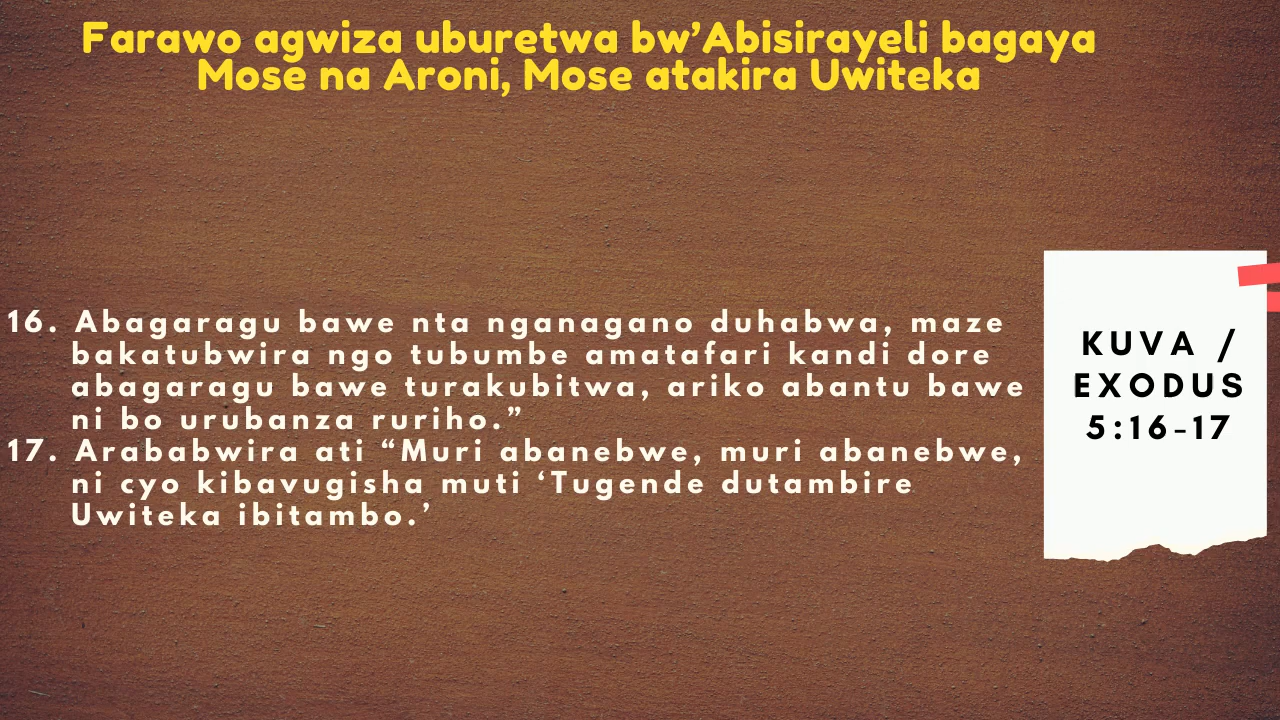 Farawo agwiza uburetwa bw’Abisirayeli bagaya
Mose na Aroni, Mose atakira Uwiteka
16. Abagaragu bawe nta nganagano duhabwa, maze
bakatubwira ngo tubumbe amatafari kandi dore
abagaragu bawe turakubitwa, ariko abantu bawe
ni bo urubanza ruriho.”
17. Arababwira ati “Muri abanebwe, muri abanebwe,
ni cyo kibavugisha muti ‘Tugende dutambire
Uwiteka ibitambo.’
KUVA /
EXODUS
5:16-17